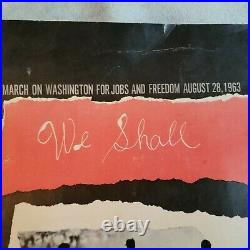 MARCH ON WASHINGTON FOR JOBS AND FREEDOM AUGUST 28, 1963
We Shall